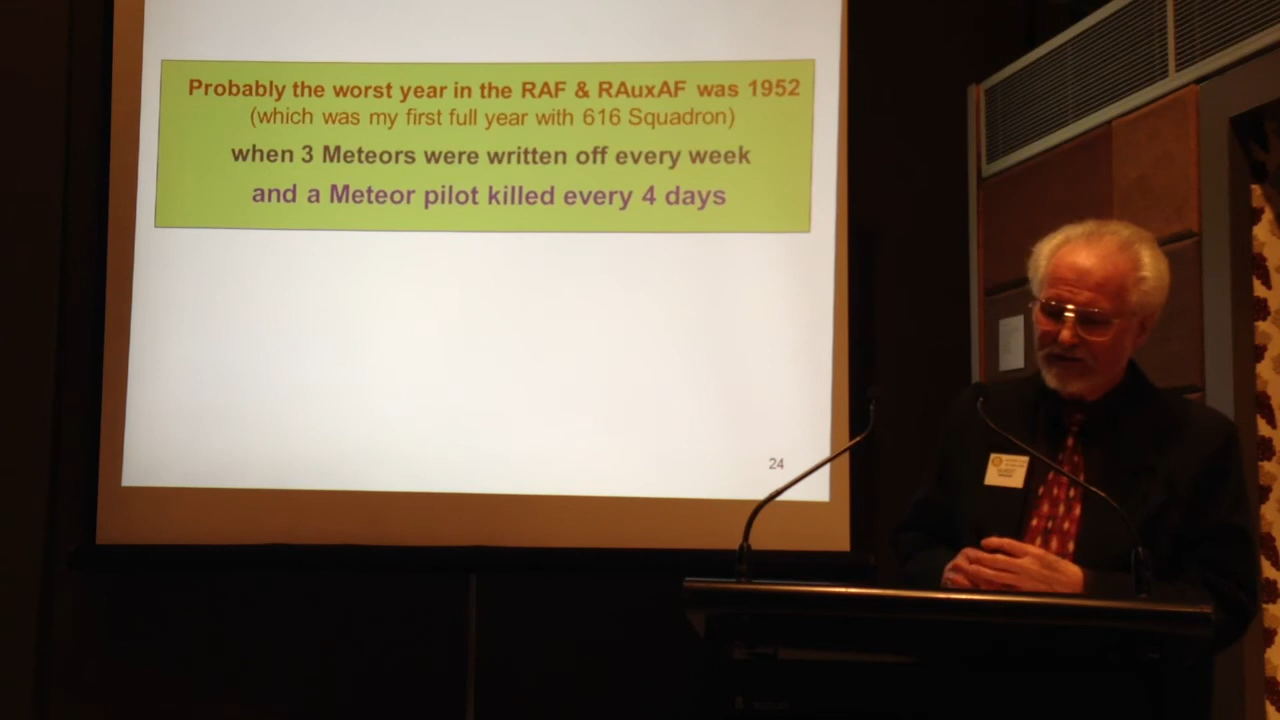 Probably the worst year in the RAF & RAuxAF was 1952
(which was my first full year with 616 Squadron)
when 3 Meteors were written off every week
and a Meteor pilot killed every 4 days
24